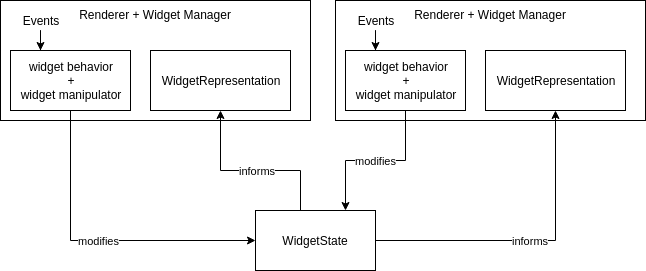 Renderer + Widget Manager
Events
widget behavior
+
widget manipulator
WidgetRepresentation
Renderer + Widget Manager
Events
widget behavior
+
widget manipulator
WidgetRepresentation
modifies
informs
modifies
WidgetState
informs